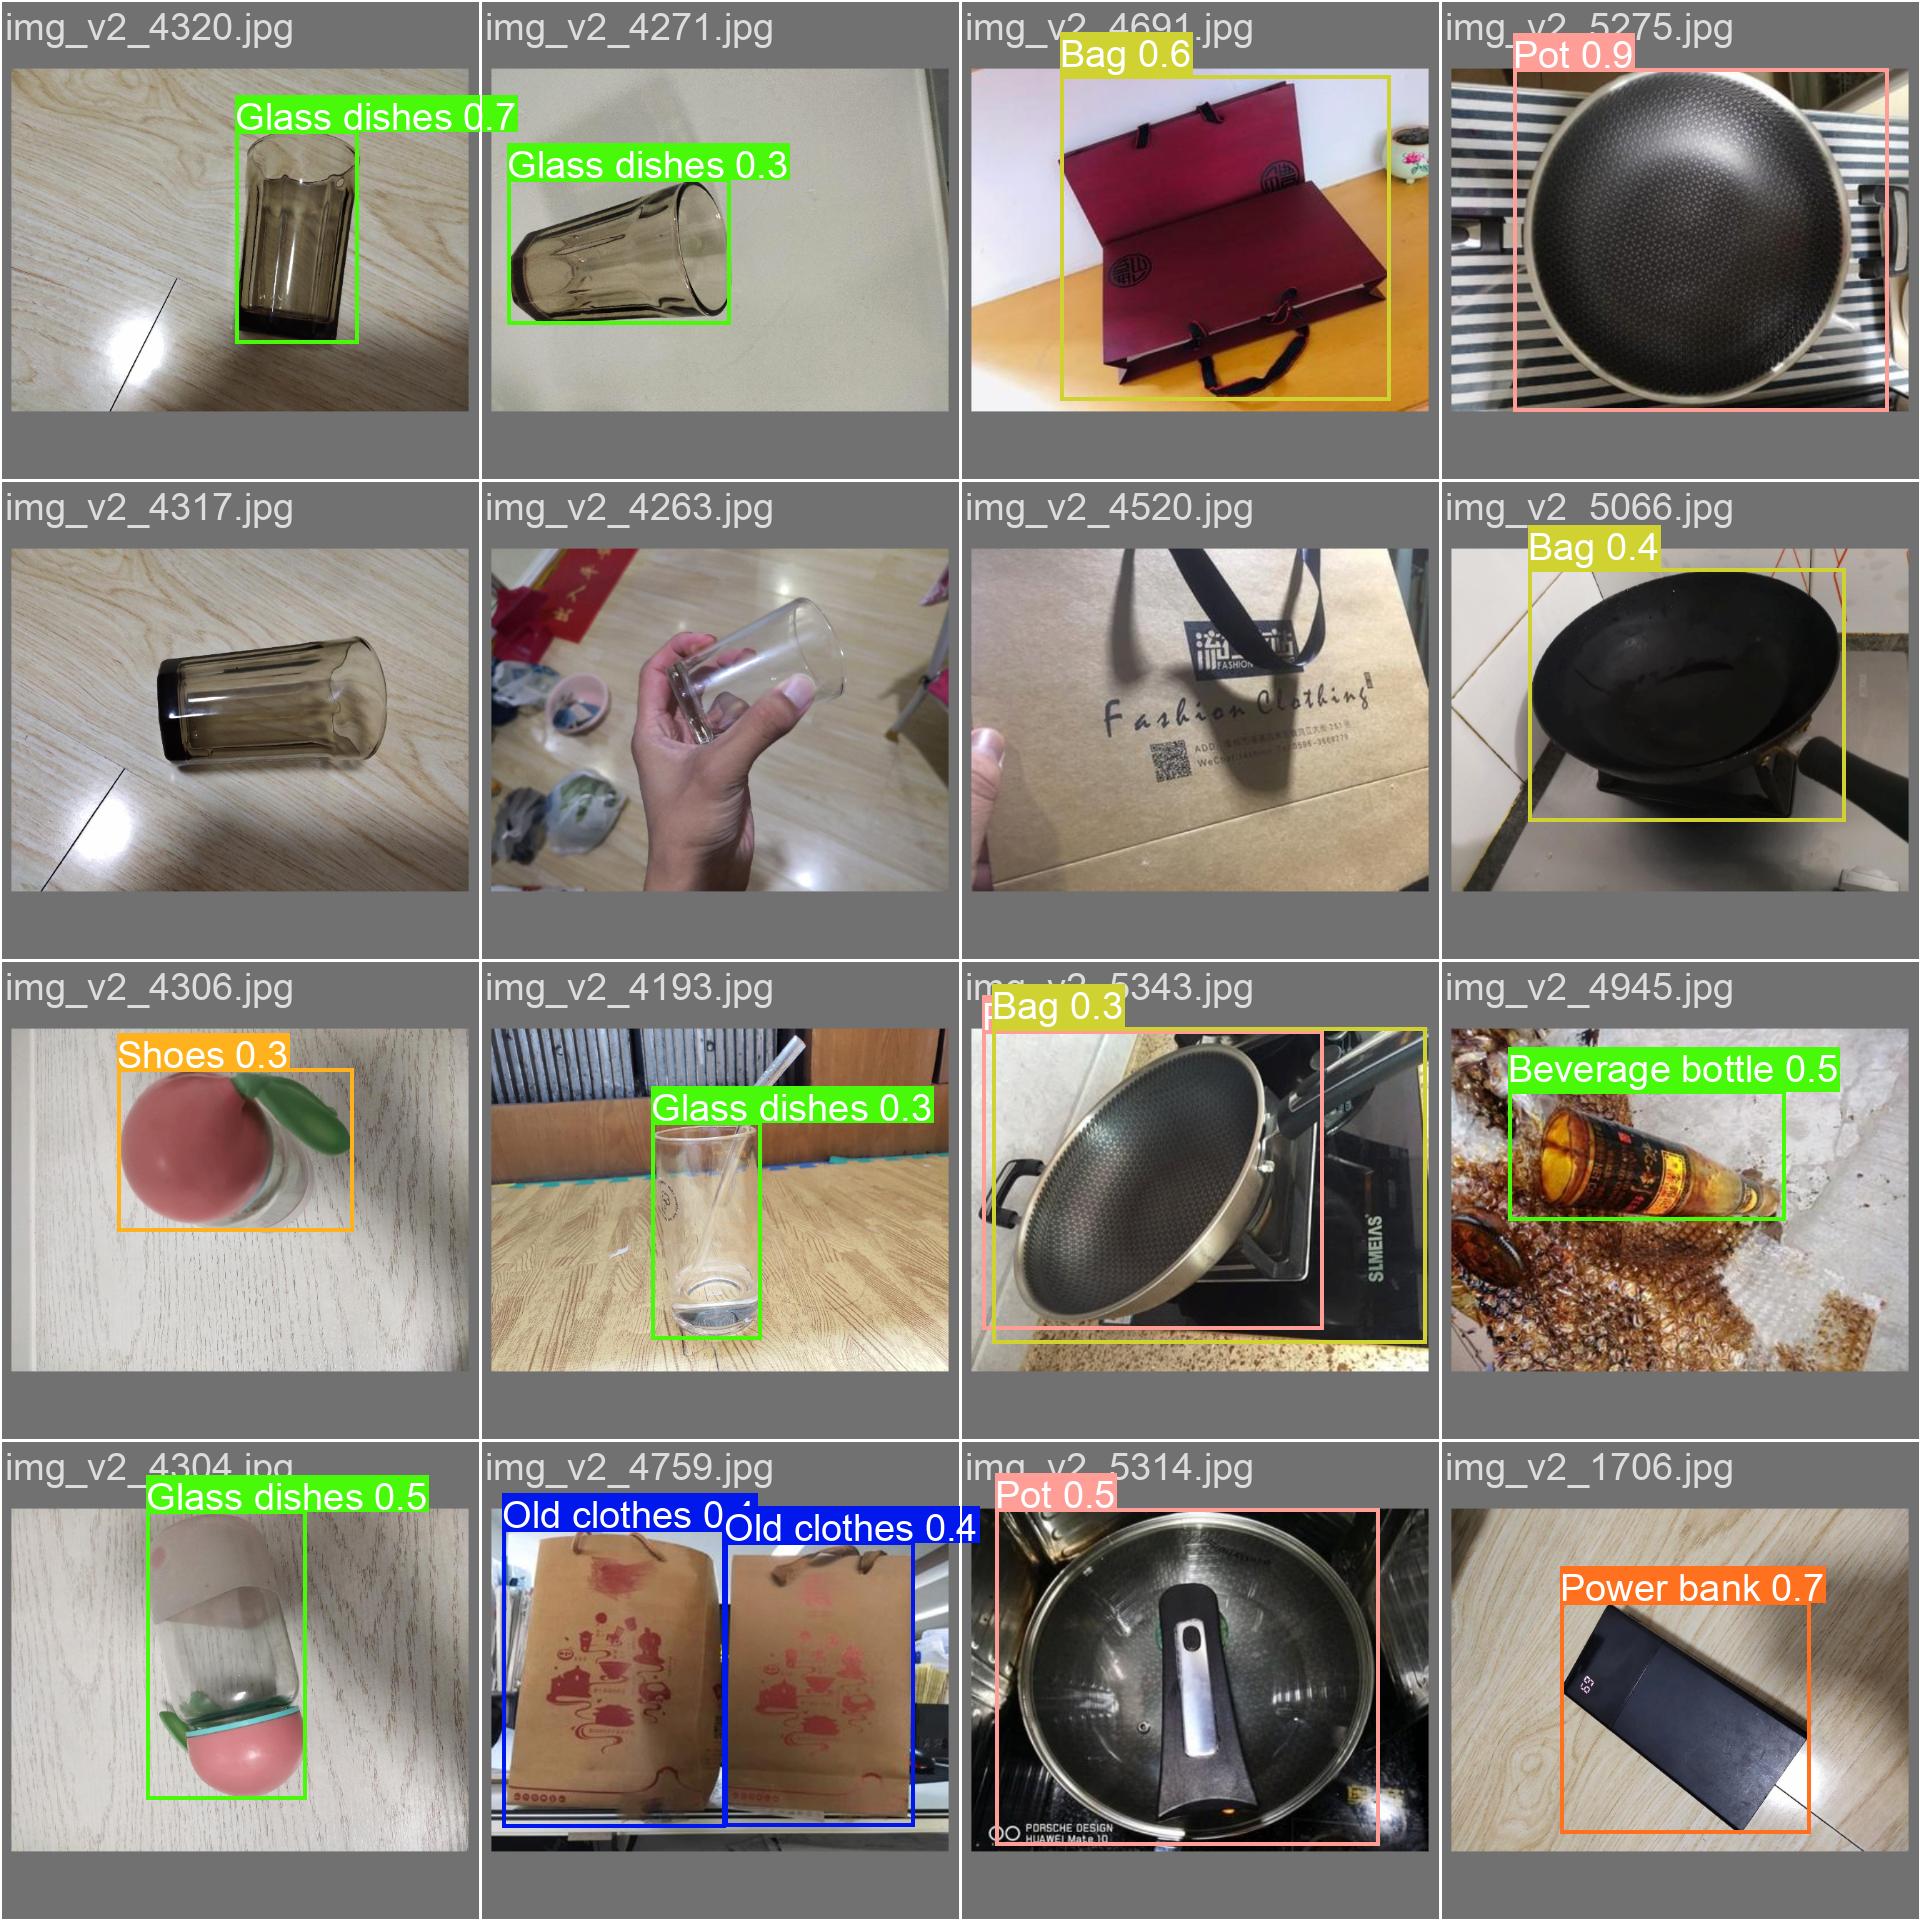 img_v2_4320.jpg
img_v2_4271.jpg
img_v2_4691.jpg
img_v2_5275.jpg
Glass dishes 0.7
Glass dishes 0.3
Bag 0.6
Pot 0.9
img_v2_4317.jpg
img_v2_4263.jpg
img_v2_4520.jpg
img_v2_5066.jpg
Bag 0.4
FASHION
Fashion Clothing
img_v2_4306.jpg
img_v2_4193.jpg
5343.jpg
img_v2_4945.jpg
Shoes 0.3
Glass dishes 0.3
Bag 0.3
Beverage bottle 0.5
SLMEIAS
img_v2_4304.jpg
img_v2_4759.jpg
img_v2_5314.jpg
img_v2_1706.jpg
Glass dishes 0.5
Old clothes
Old clothes 0.4
Pot 0.5
Power bank 0.7
PORSCHE DESIGN
HUAWEI Mate 10